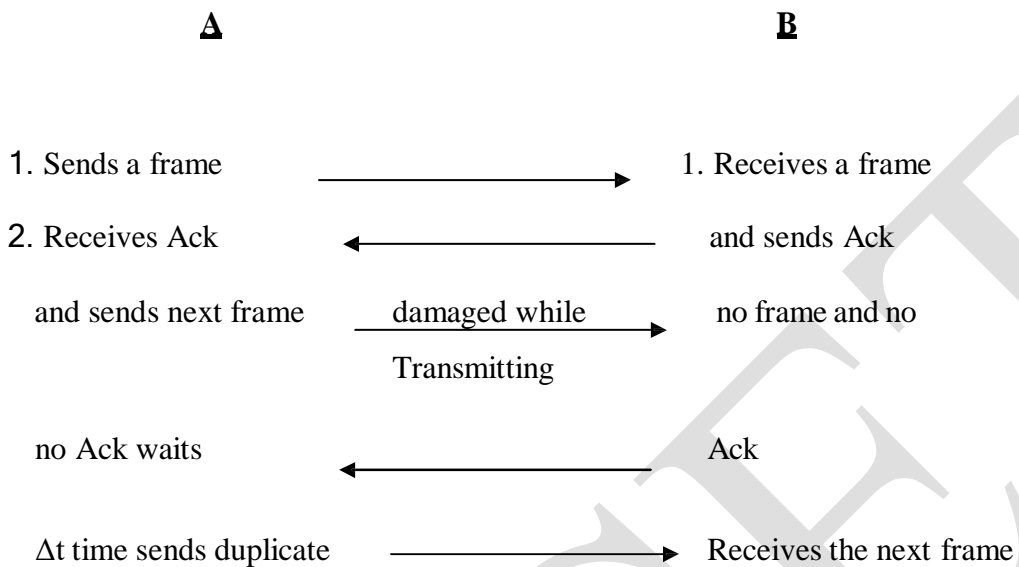 A B
1. Sends a frame 1. Receives a frame
2. Receives Ack and sends Ack
and sends next frame damaged while no frame and no
Transmitting
no Ack waits Ack
Δt time sends duplicate Receives the next frame